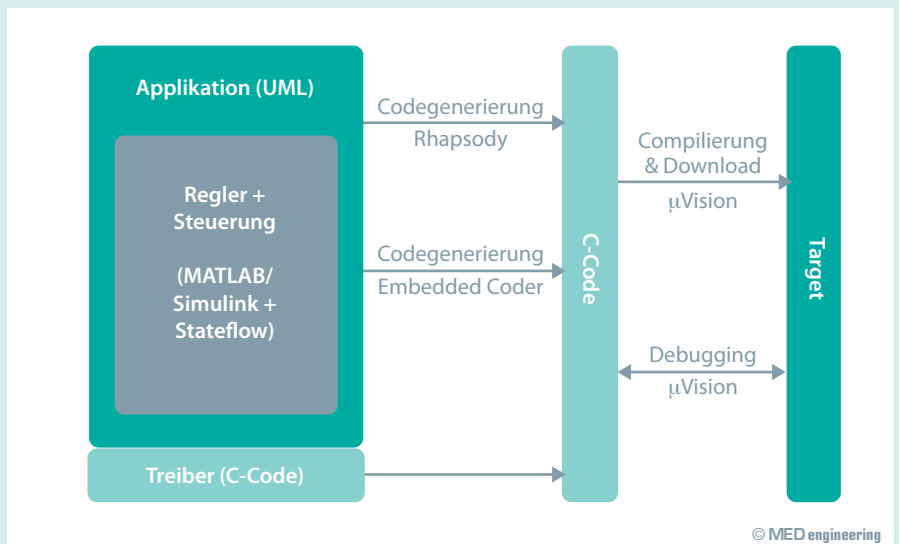 Applikation (UML)
Regler +
Steuerung
(MATLAB/
Simulink +
Stateflow)
Treiber (C-Code)
Codegenerierung
Rhapsody
Codegenerierung
Embedded Coder
C-Code
Compilierung
& Download
µVision
Debugging
µVision
Target
© MED engineering